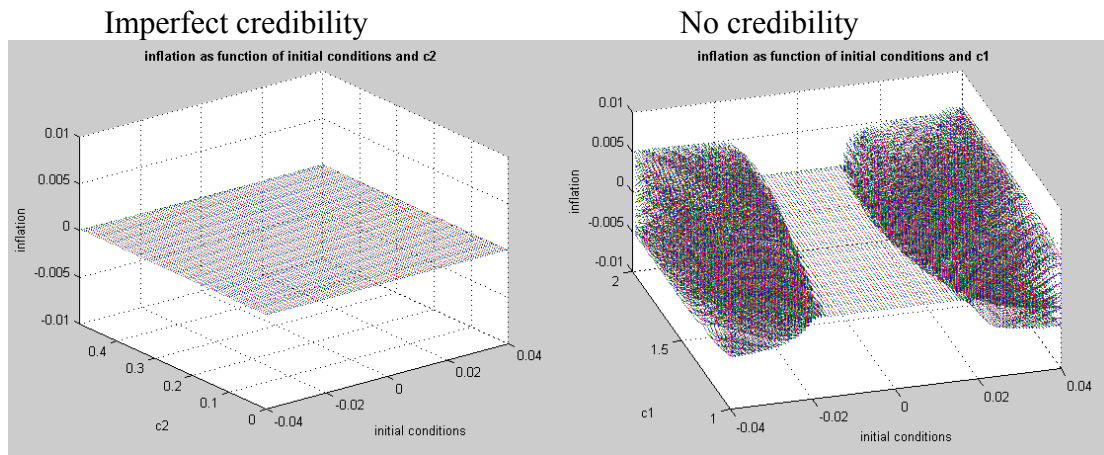 Imperfect credibility
No credibility
inflation as function of initial conditions and c2
0.01
0.005
0
-0.005
-0.01
inflation
0.4
0.3
0.2
0.1
0
c2
-0.04
-0.02
0
0.02
0.04
initial conditions
inflation as function of initial conditions and c1
0.01
0.005
0
-0.005
-0.01
inflation
2
1.5
1
c1
-0.04
-0.02
0
0.02
0.04
initial conditions